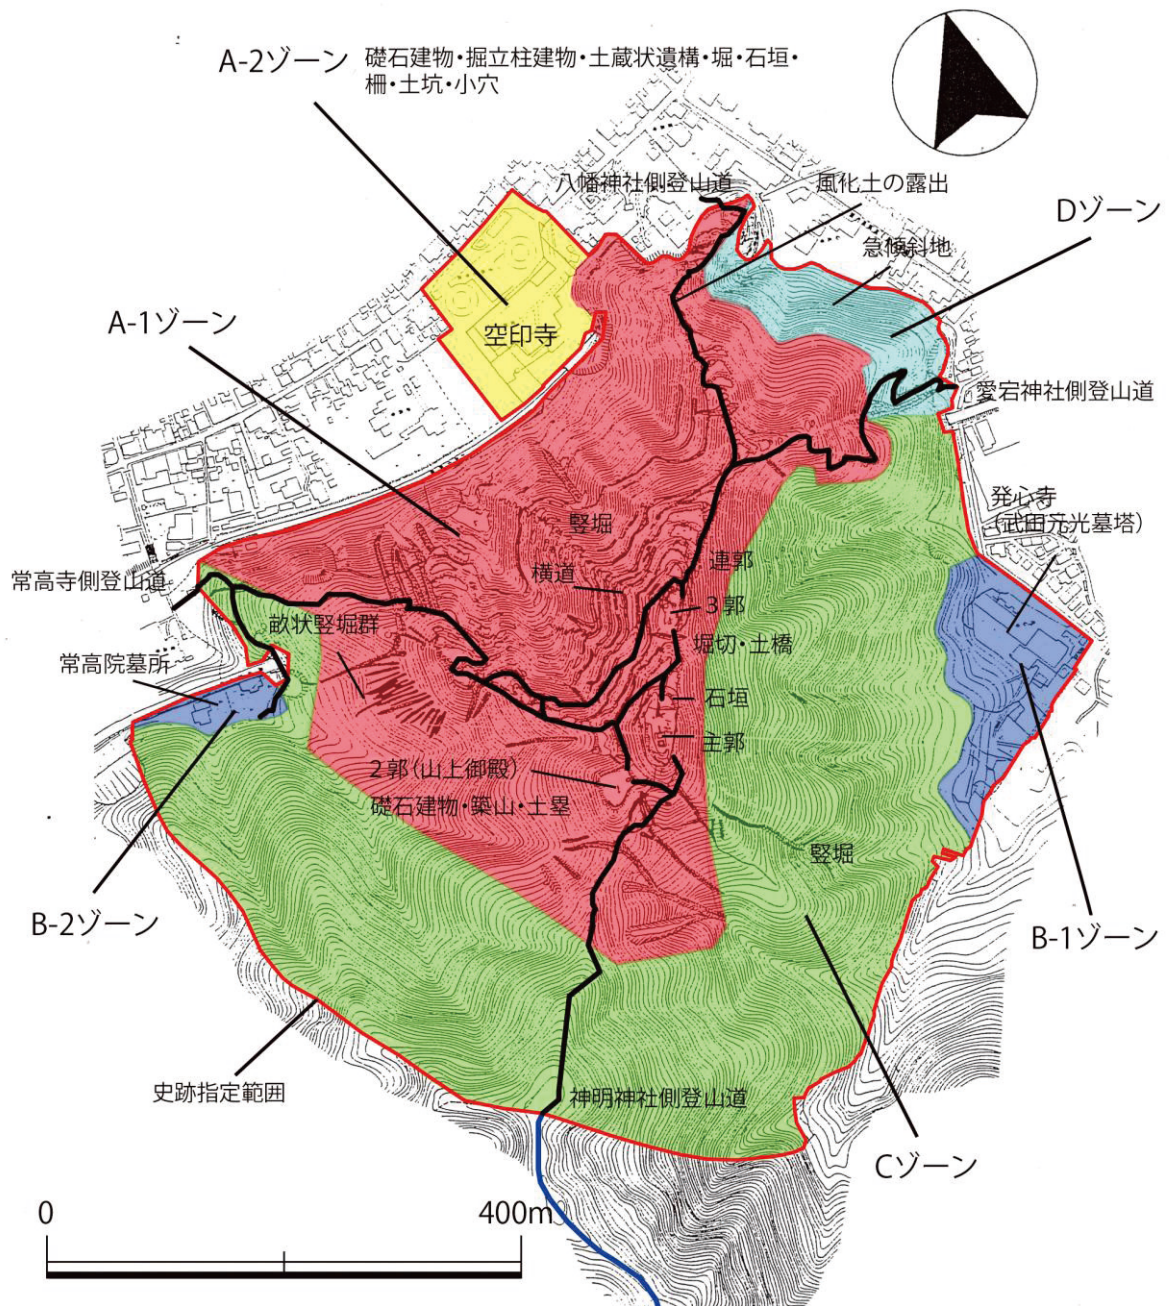 A-2ゾーン 礎石建物・掘立柱建物・土蔵状遺構・堀・石垣・
柵・土坑・小穴
八幡神社側登山道
風化土の露出
Dゾーン
急傾斜地
A-1ゾーン
空印寺
愛宕神社側登山道
発心寺
(武田元光墓塔)
竪堀
連郭
横道
常高寺側登山道
3郭
畝状竪堀群
堀切・土橋
常高院墓所
石垣
主郭
2郭(山上御殿)
礎石建物・築山・土塁
竪堀
B-2ゾーン
B-1ゾーン
史跡指定範囲
神明神社側登山道
Cゾーン
0 400m